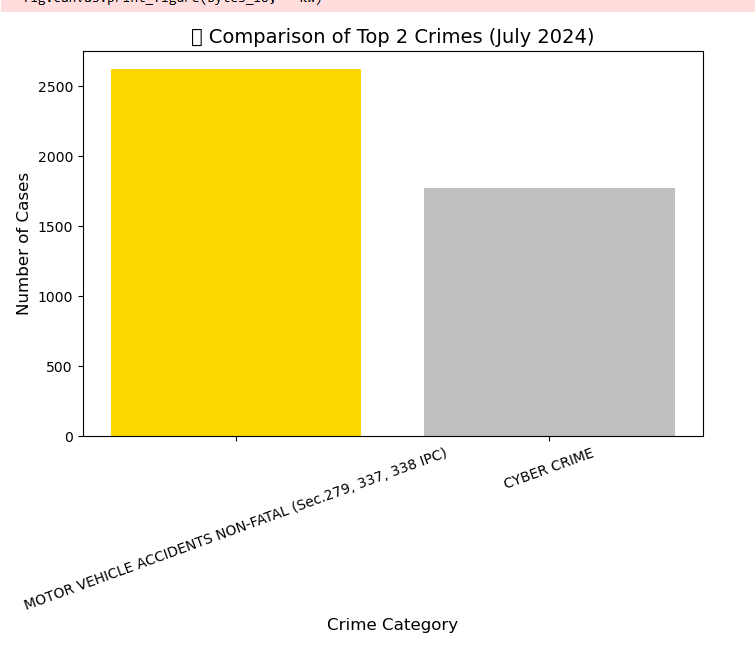 fig.canvas.print_figure(bytes_io, **kw)
Comparison of Top 2 Crimes (July 2024)
2500
2000
1500
1000
500
0
Number of Cases
MOTOR VEHICLE ACCIDENTS NON-FATAL (Sec.279, 337, 338 IPC)
CYBER CRIME
Crime Category